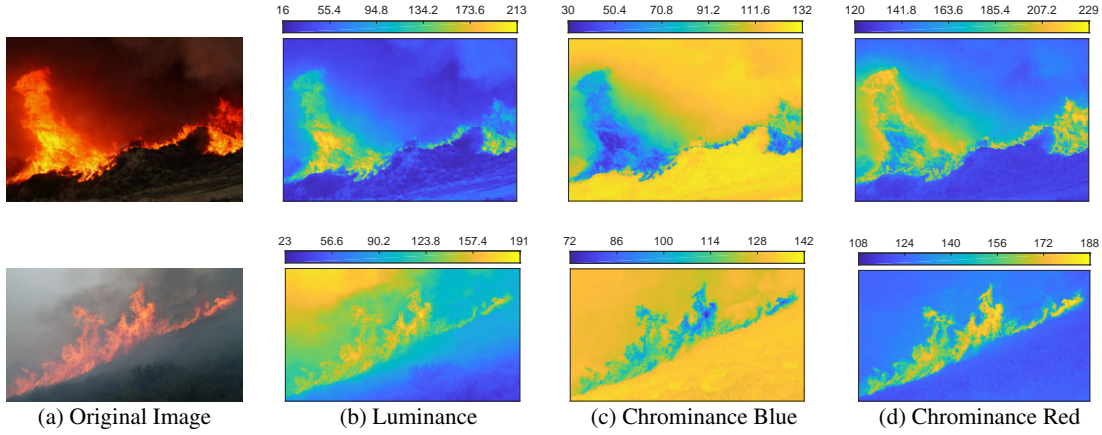 16 55.4 94.8 134.2 173.6 213
30 50.4 70.8 91.2 111.6 132
120 141.8 163.6 185.4 207.2 229
23 56.6 90.2 123.8 157.4 191
72 86 100 114 128 142
108 124 140 156 172 188
(a) Original Image
(b) Luminance
(c) Chrominance Blue
(d) Chrominance Red